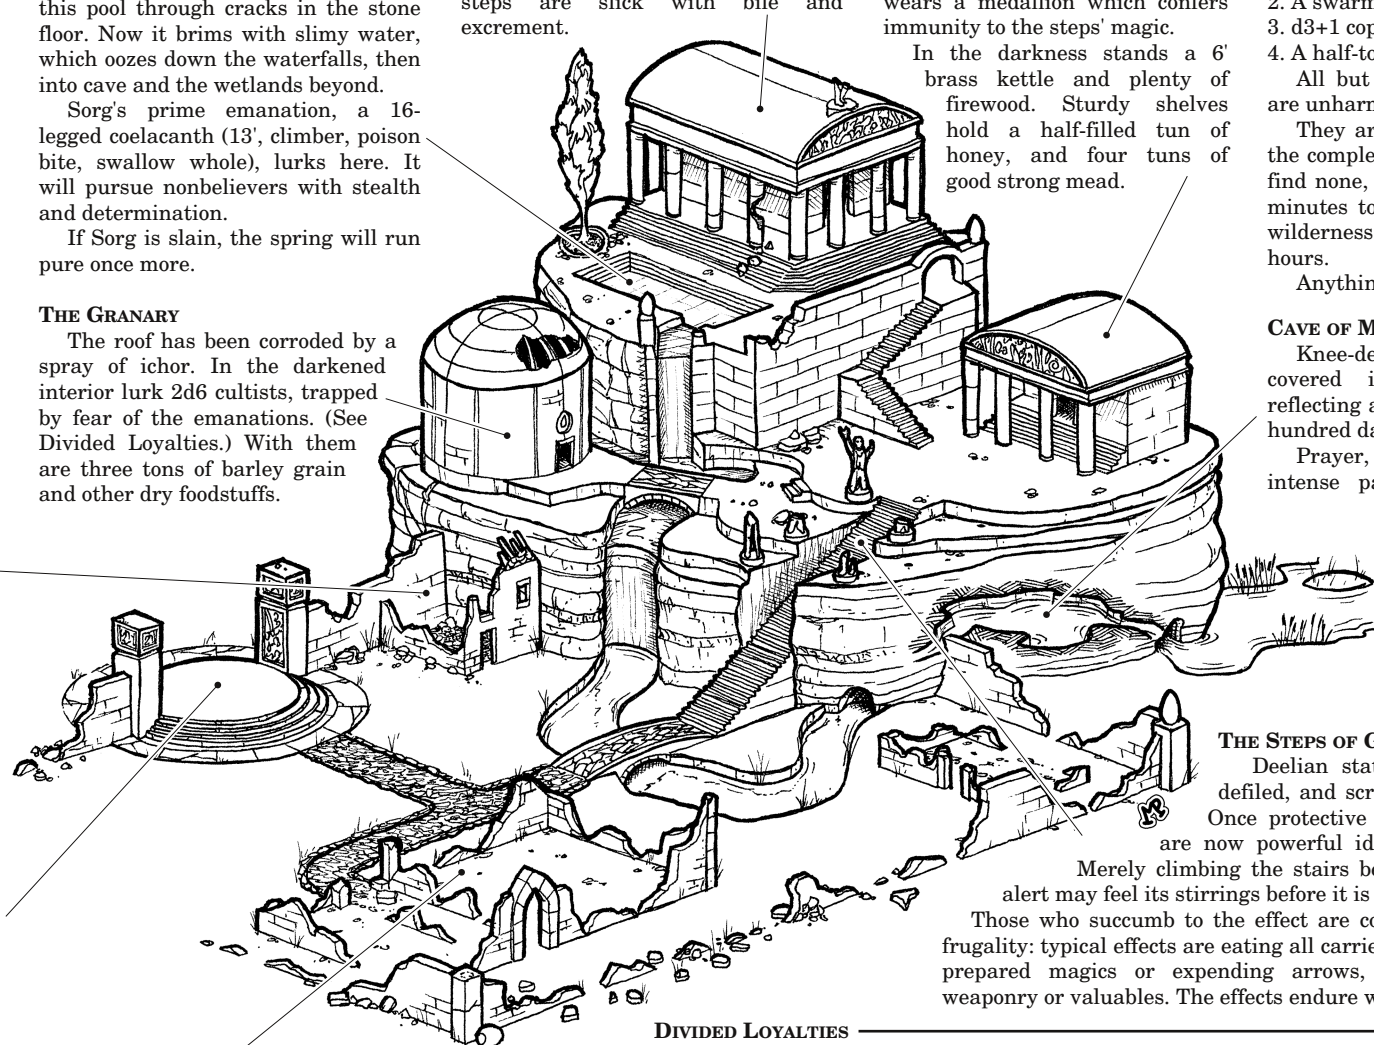 this pool through cracks in the stone
floor. Now it brims with slimy water,
which oozes down the waterfalls, then
into cave and the wetlands beyond.
Sorg's prime emanation, a 16-
legged coelacanth (13', climber, poison
bite, swallow whole), lurks here. It
will pursue nonbelievers with stealth
and determination.
If Sorg is slain, the spring will run
pure once more.
THE GRANARY
The roof has been corroded by a
spray of ichor. In the darkened
interior lurk 2d6 cultists, trapped
by fear of the emanations. (See
Divided Loyalties.) With them
are three tons of barley grain
and other dry foodstuffs.
steps are slick with bile and
excrement.
wears a medallion which confers
immunity to the steps' magic.
In the darkness stands a 6'
brass kettle and plenty of
firewood. Sturdy shelves
hold a half-filled tun of
honey, and four tuns of
good strong mead.
2. A swarm
3. d3+1 cop
4. A half-to
All but
are unharm
They ar
the comple
find none,
minutes to
wilderness
hours.
Anythin
CAVE OF M
Knee-de
covered i
reflecting a
hundred da
Prayer,
intense pa
THE STEPS OF G
Deelian stat
defiled, and scr
Once protective
are now powerful id
Merely climbing the stairs be
alert may feel its stirrings before it is
Those who succumb to the effect are co
frugality: typical effects are eating all carrie
prepared magics or expending arrows,
weaponry or valuables. The effects endure w
DIVIDED LOYALTIES